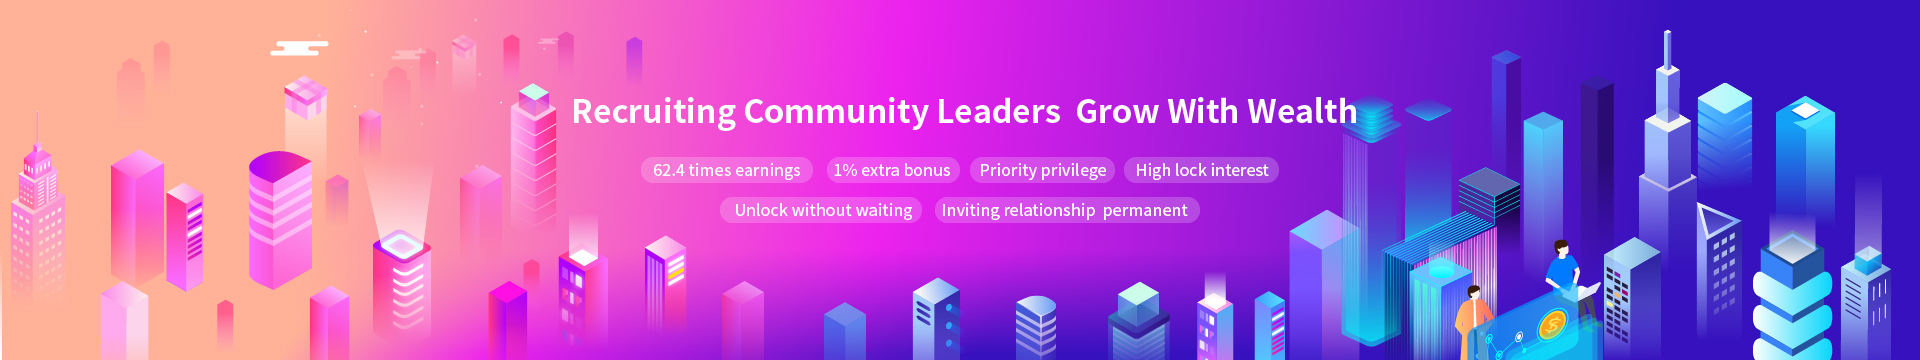 Recruiting Community Leaders  Grow With Wealth
62.4 times earnings 1% extra bonus Priority privilege High lock interest
Unlock without waiting Inviting relationship  permanent